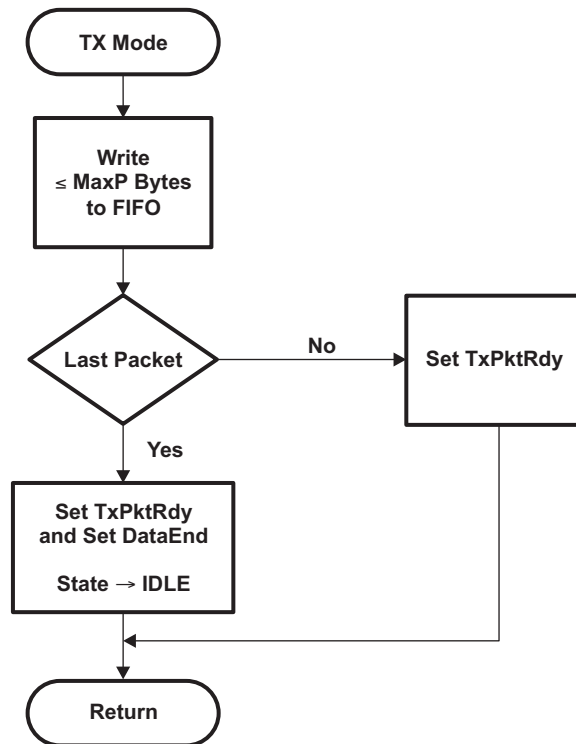 TX Mode
Write
≤ MaxP Bytes
to FIFO
Last Packet
No
Set TxPktRdy
Yes
Set TxPktRdy
and Set DataEnd
State → IDLE
Return